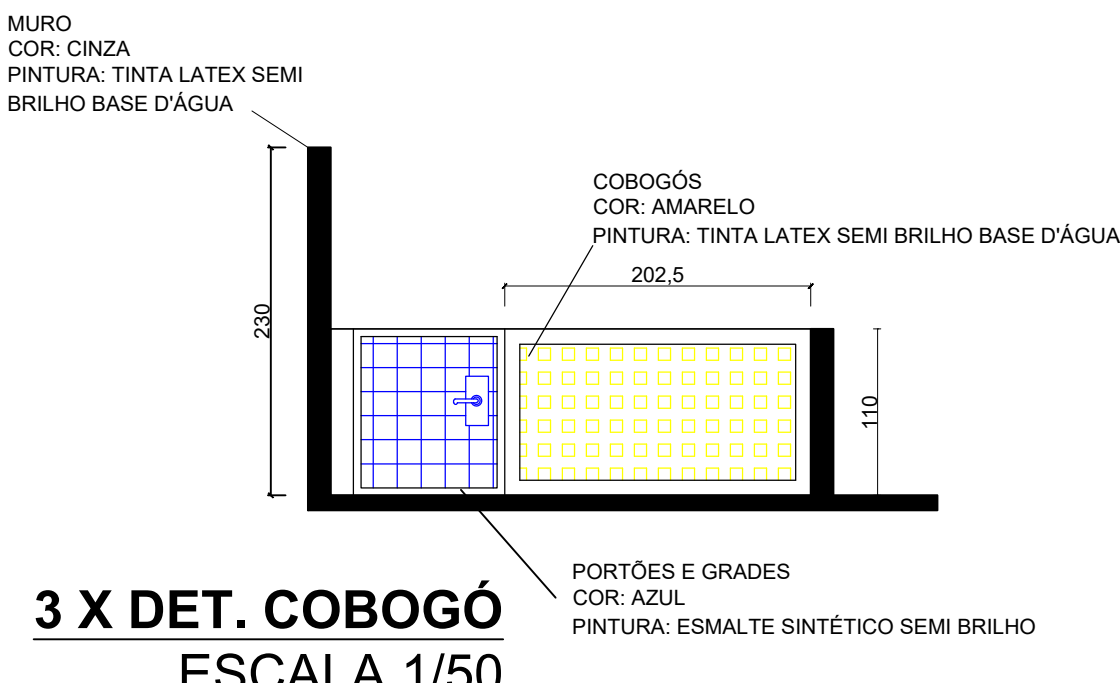 MURO
COR: CINZA
PINTURA: TINTA LATEX SEMI
BRILHO BASE D'ÁGUA
COBOGÓS
COR: AMARELO
PINTURA: TINTA LATEX SEMI BRILHO BASE D'ÁGUA
202,5
230
110
PORTÕES E GRADES
COR: AZUL
PINTURA: ESMALTE SINTÉTICO SEMI BRILHO
3 X DET. COBOGÓ
ESCALA 1/50